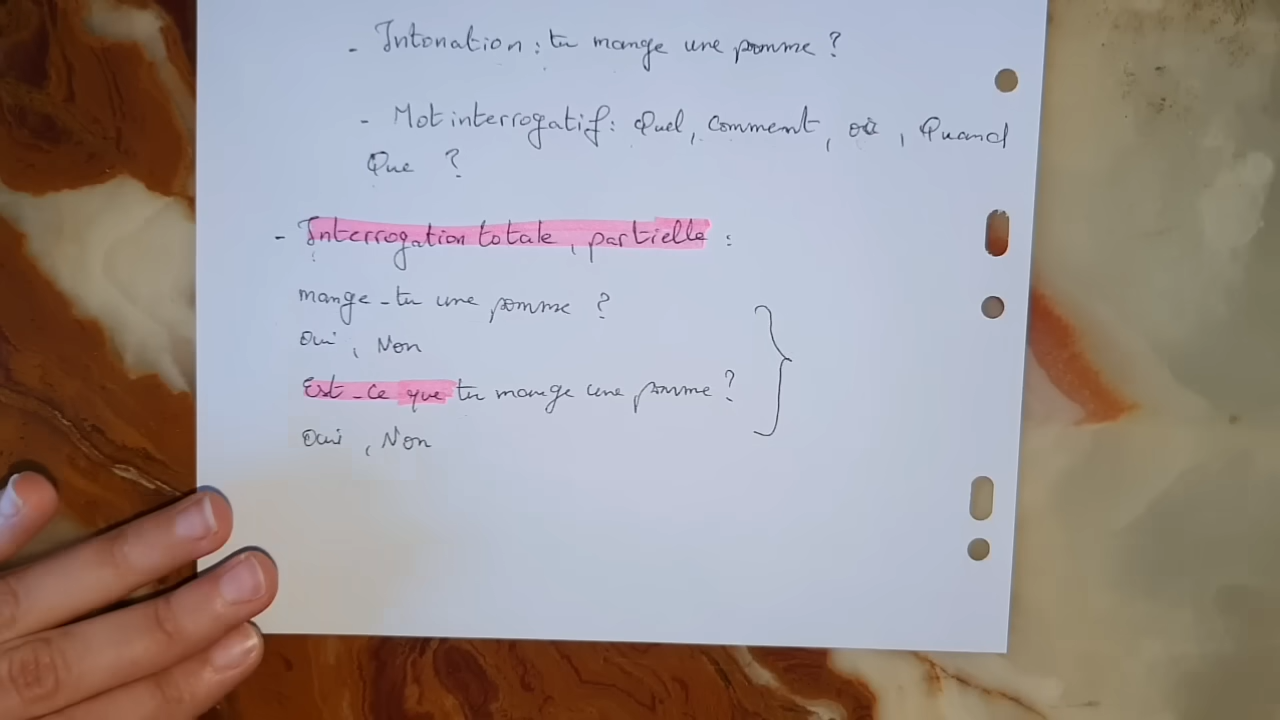 - Intonation : tu mange une pomme ?
- Mot interrogatif : Quel, Comment, où, Quand
Que ?
- Interrogation totale, partielle :
mange-tu une pomme ?
Oui, Non
Est-ce que tu mange une pomme ?
Oui, Non